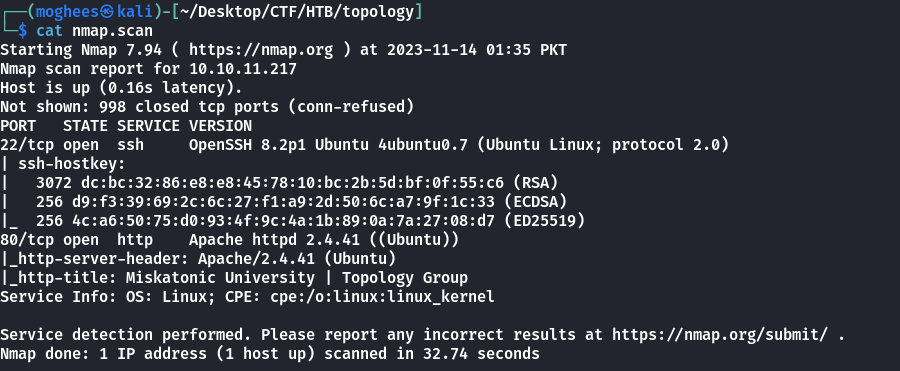 ┌──(moghees㉿kali)-[~/Desktop/CTF/HTB/topology]
└─$ cat nmap.scan
Starting Nmap 7.94 ( https://nmap.org ) at 2023-11-14 01:35 PKT
Nmap scan report for 10.10.11.217
Host is up (0.16s latency).
Not shown: 998 closed tcp ports (conn-refused)
PORT   STATE SERVICE VERSION
22/tcp open  ssh     OpenSSH 8.2p1 Ubuntu 4ubuntu0.7 (Ubuntu Linux; protocol 2.0)
| ssh-hostkey:
|   3072 dc:bc:32:86:e8:e8:45:78:10:bc:2b:5d:bf:0f:55:c6 (RSA)
|   256 d9:f3:39:69:2c:6c:27:f1:a9:2d:50:6c:a7:9f:1c:33 (ECDSA)
|_  256 4c:a6:50:75:d0:93:4f:9c:4a:1b:89:0a:7a:27:08:d7 (ED25519)
80/tcp open  http    Apache httpd 2.4.41 ((Ubuntu))
|_http-server-header: Apache/2.4.41 (Ubuntu)
|_http-title: Miskatonic University | Topology Group
Service Info: OS: Linux; CPE: cpe:/o:linux:linux_kernel

Service detection performed. Please report any incorrect results at https://nmap.org/submit/ .
Nmap done: 1 IP address (1 host up) scanned in 32.74 seconds